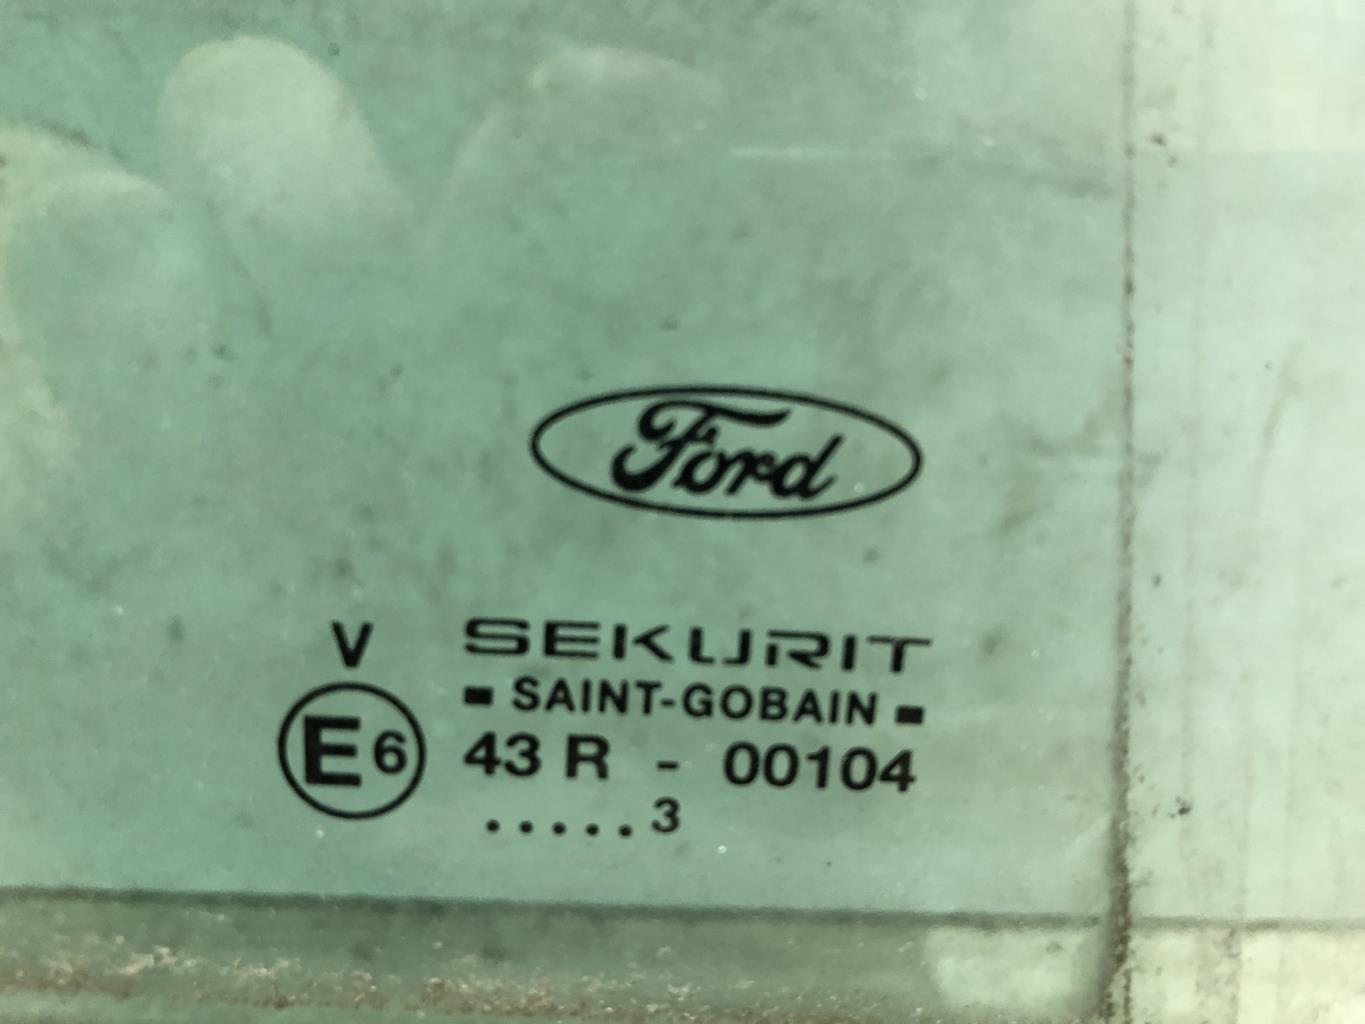 Ford
V SEKURIT
SAINT-GOBAIN
E6 43 R - 00104
.....3